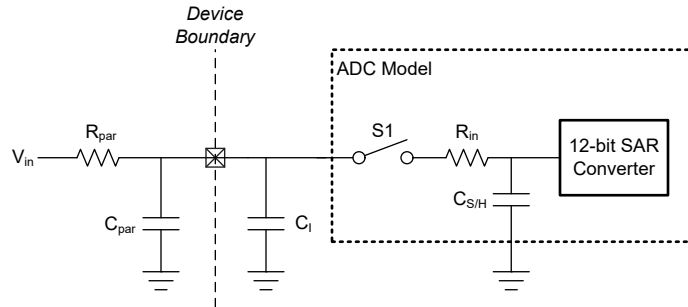 Device
Boundary
ADC Model
R_par
S1
R_in
V_in
12-bit SAR
Converter
C_S/H
C_par
C_I